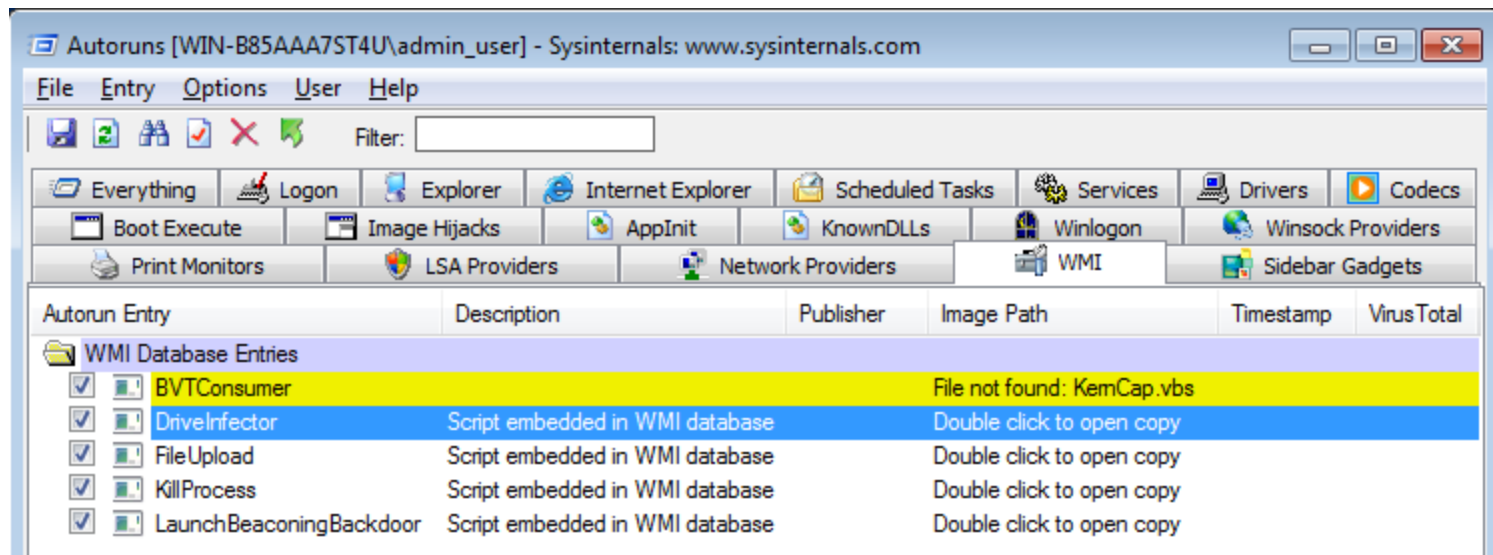 Autoruns [WIN-B85AAA7ST4U\admin_user] - Sysinternals: www.sysinternals.com
File Entry Options User Help
Filter:
Everything Logon Explorer Internet Explorer Scheduled Tasks Services Drivers Codecs
Boot Execute Image Hijacks AppInit KnownDLLs Winlogon Winsock Providers
Print Monitors LSA Providers Network Providers WMI Sidebar Gadgets
Autorun Entry Description Publisher Image Path Timestamp VirusTotal
WMI Database Entries
BVTConsumer File not found: KernCap.vbs
DriveInfector Script embedded in WMI database Double click to open copy
FileUpload Script embedded in WMI database Double click to open copy
KillProcess Script embedded in WMI database Double click to open copy
LaunchBeaconingBackdoor Script embedded in WMI database Double click to open copy